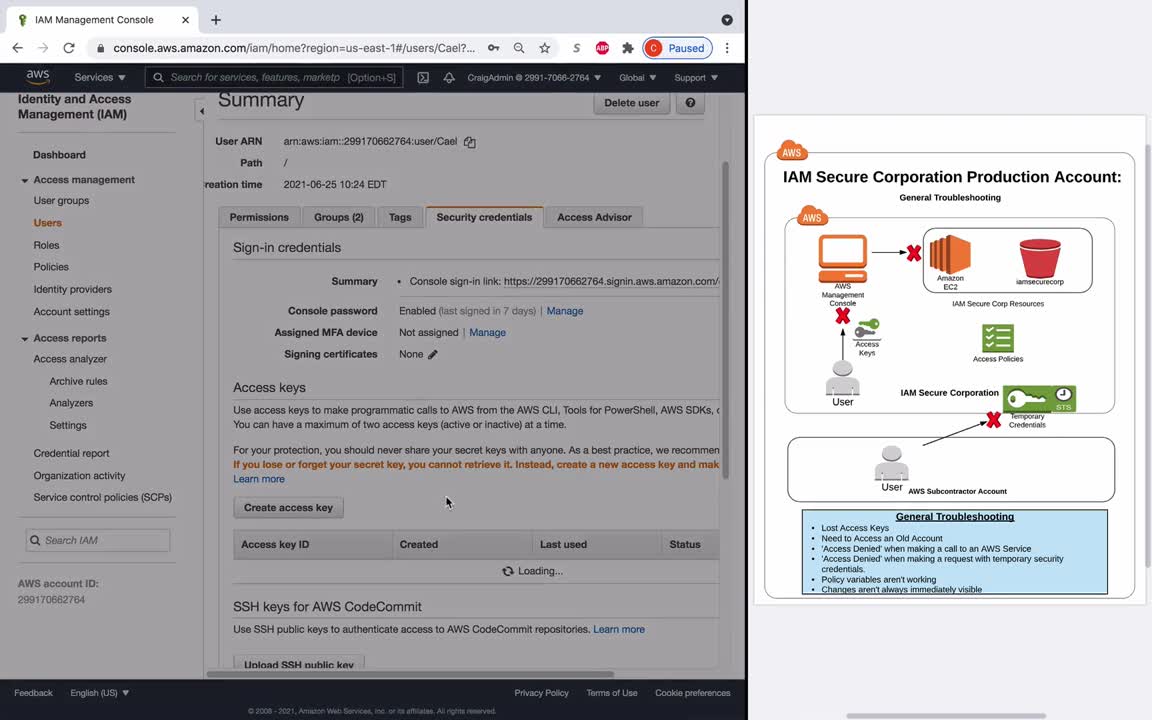 IAM Management Console
console.aws.amazon.com/iam/home?region=us-east-1#/users/Cael?...
S
ABP
C
Paused
aws
Services
Search for services, features, marketp
[Option+S]
CraigAdmin @ 2991-7066-2764
Global
Support
Identity and Access
Management (IAM)
Dashboard
Access management
User groups
Users
Roles
Policies
Identity providers
Account settings
Access reports
Access analyzer
Archive rules
Analyzers
Settings
Credential report
Organization activity
Service control policies (SCPs)
Search IAM
AWS account ID:
299170662764
Summary
Delete user
?
User ARN
arn:aws:iam::299170662764:user/Cael
Path
/
reation time
2021-06-25 10:24 EDT
Permissions
Groups (2)
Tags
Security credentials
Access Advisor
Sign-in credentials
Summary
• Console sign-in link: https://299170662764.signin.aws.amazon.com/
Console password
Enabled (last signed in 7 days) | Manage
Assigned MFA device
Not assigned | Manage
Signing certificates
None
Access keys
Use access keys to make programmatic calls to AWS from the AWS CLI, Tools for PowerShell, AWS SDKs, c
You can have a maximum of two access keys (active or inactive) at a time.
For your protection, you should never share your secret keys with anyone. As a best practice, we recommen
If you lose or forget your secret key, you cannot retrieve it. Instead, create a new access key and mak
Learn more
Create access key
Access key ID
Created
Last used
Status
Loading...
SSH keys for AWS CodeCommit
Use SSH public keys to authenticate access to AWS CodeCommit repositories. Learn more
Upload SSH public key
Feedback
English (US)
Privacy Policy
Terms of Use
Cookie preferences
© 2008 - 2021, Amazon Web Services, Inc. or its affiliates. All rights reserved.
AWS
IAM Secure Corporation Production Account:
General Troubleshooting
AWS
AWS
Management
Console
Amazon
EC2
iamsecurecorp
IAM Secure Corp Resources
Access
Keys
Access Policies
User
IAM Secure Corporation
STS
Temporary
Credentials
User
AWS Subcontractor Account
General Troubleshooting
• Lost Access Keys
• Need to Access an Old Account
• 'Access Denied' when making a call to an AWS Service
• 'Access Denied' when making a request with temporary security
credentials.
• Policy variables aren't working
• Changes aren't always immediately visible